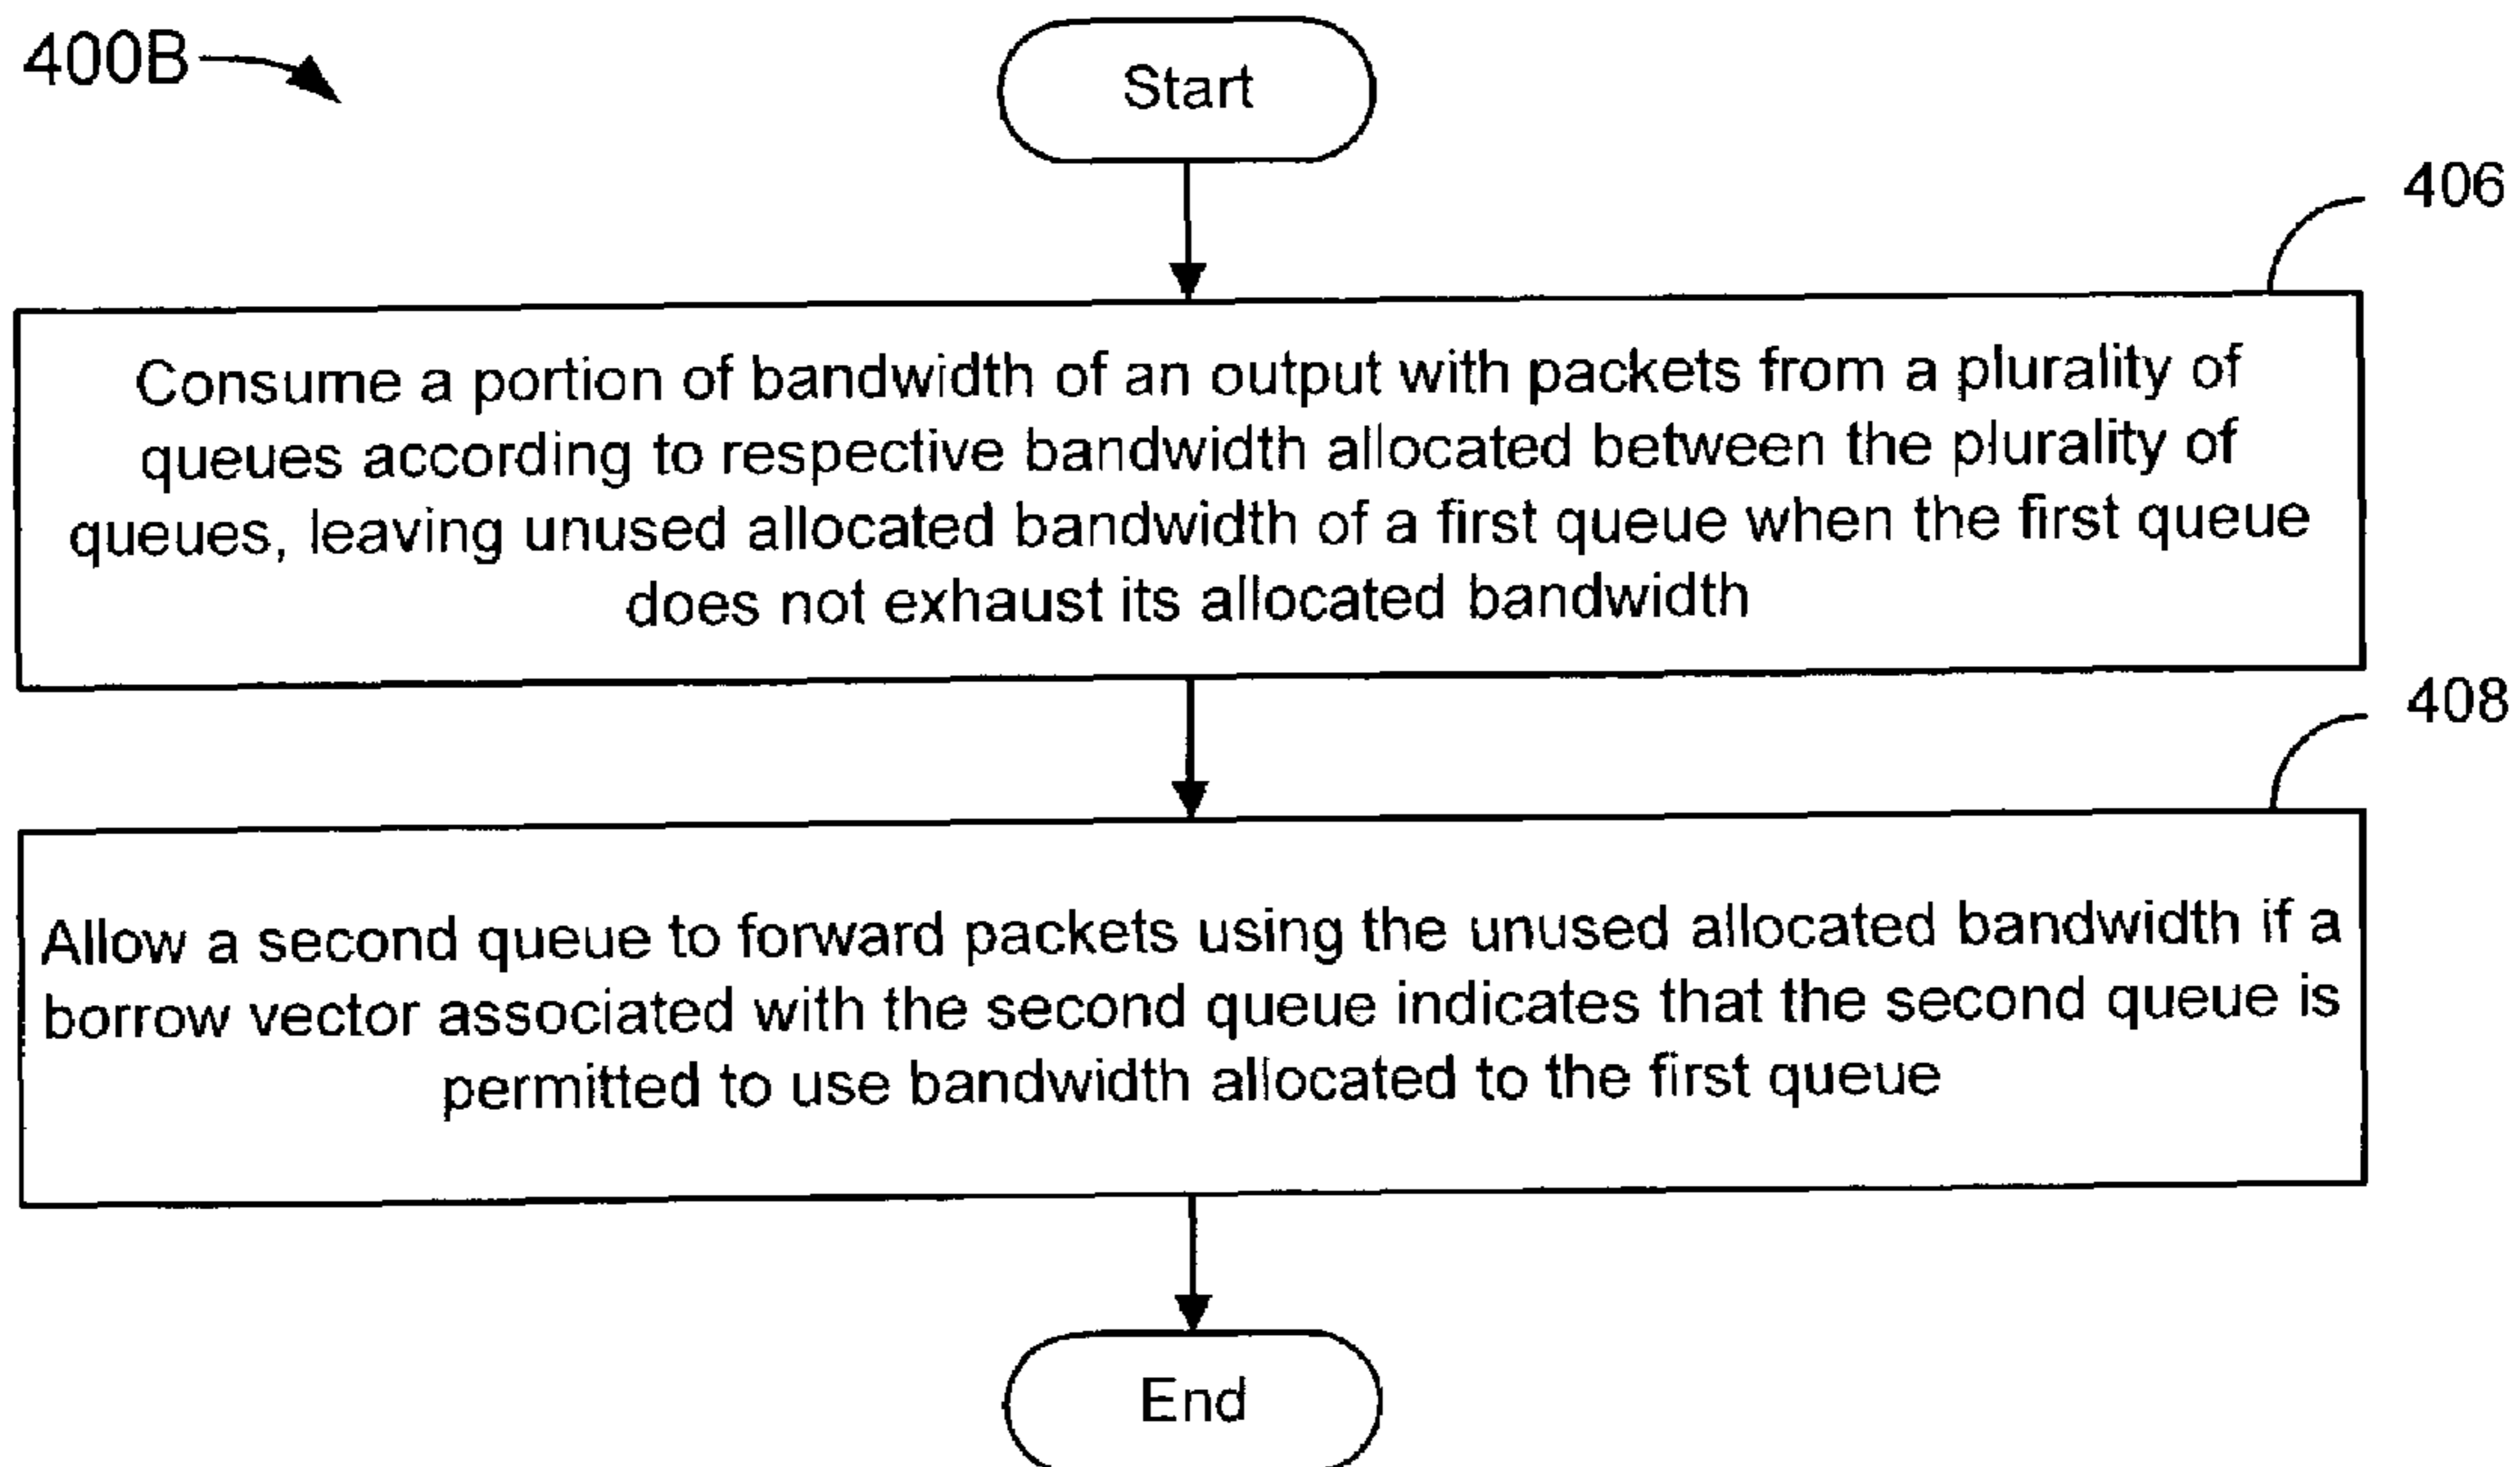 400B
Start
406
Consume a portion of bandwidth of an output with packets from a plurality of
queues according to respective bandwidth allocated between the plurality of
queues, leaving unused allocated bandwidth of a first queue when the first queue
does not exhaust its allocated bandwidth
408
Allow a second queue to forward packets using the unused allocated bandwidth if a
borrow vector associated with the second queue indicates that the second queue is
permitted to use bandwidth allocated to the first queue
End